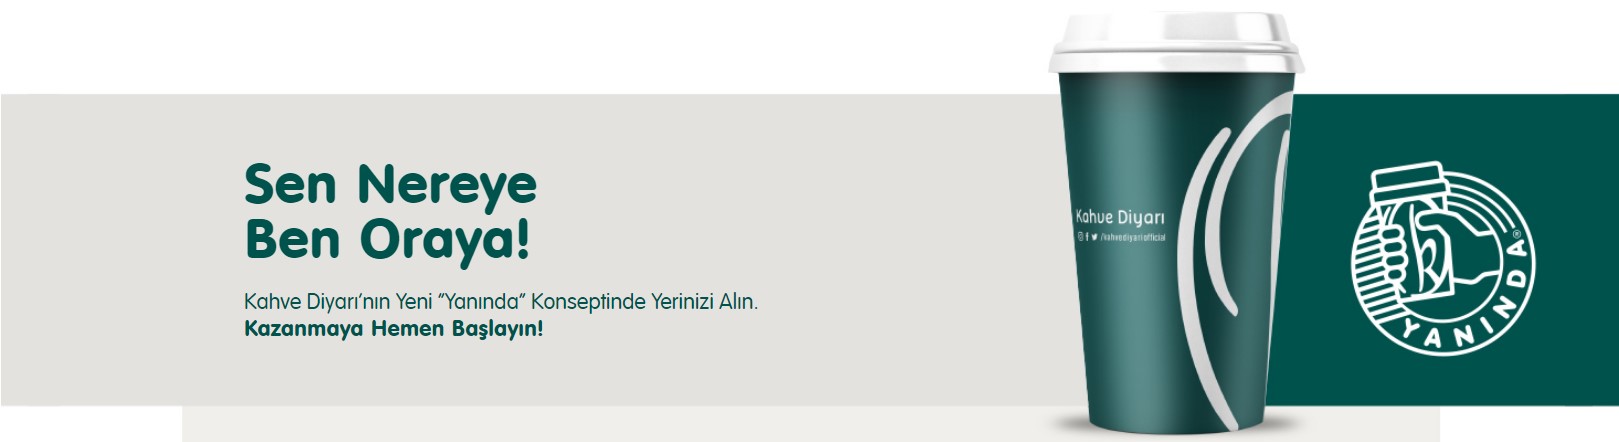 Sen Nereye
Ben Oraya!
Kahve Diyarı’nın Yeni “Yanında” Konseptinde Yerinizi Alın.
Kazanmaya Hemen Başlayın!
Kahve Diyarı
/kahvediyariofficial
YANINDA®